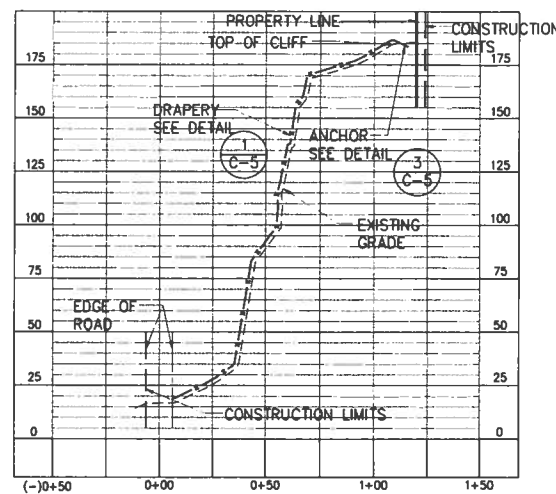 PROPERTY LINE
CONSTRUCTION
LIMITS
TOP OF CLIFF
175
175
150
150
DRAPERY
SEE DETAIL
1
C-5
ANCHOR
SEE DETAIL
3
C-5
125
125
100
100
EXISTING
GRADE
75
75
EDGE OF
ROAD
50
50
25
25
CONSTRUCTION LIMITS
0
0
(-)0+50
0+00
0+50
1+00
1+50